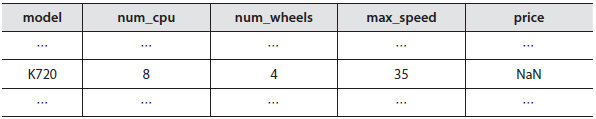 model num_cpu num_wheels max_speed price
... ... ... ... ...
K720 8 4 35 NaN
... ... ... ... ...